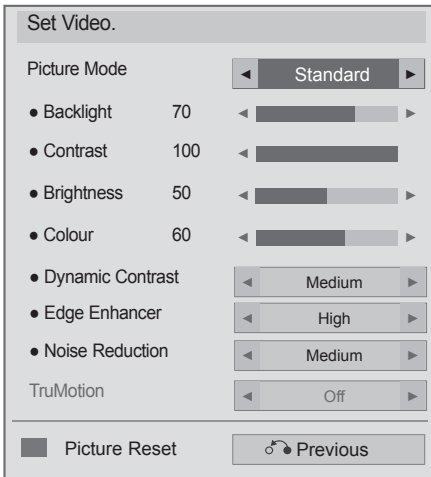 Set Video.
Picture Mode ◄ Standard ►
● Backlight 70 ◄ ►
● Contrast 100 ◄
● Brightness 50 ◄ ►
● Colour 60 ◄ ►
● Dynamic Contrast ◄ Medium ►
● Edge Enhancer ◄ High ►
● Noise Reduction ◄ Medium ►
TruMotion ◄ Off ►
Picture Reset Previous